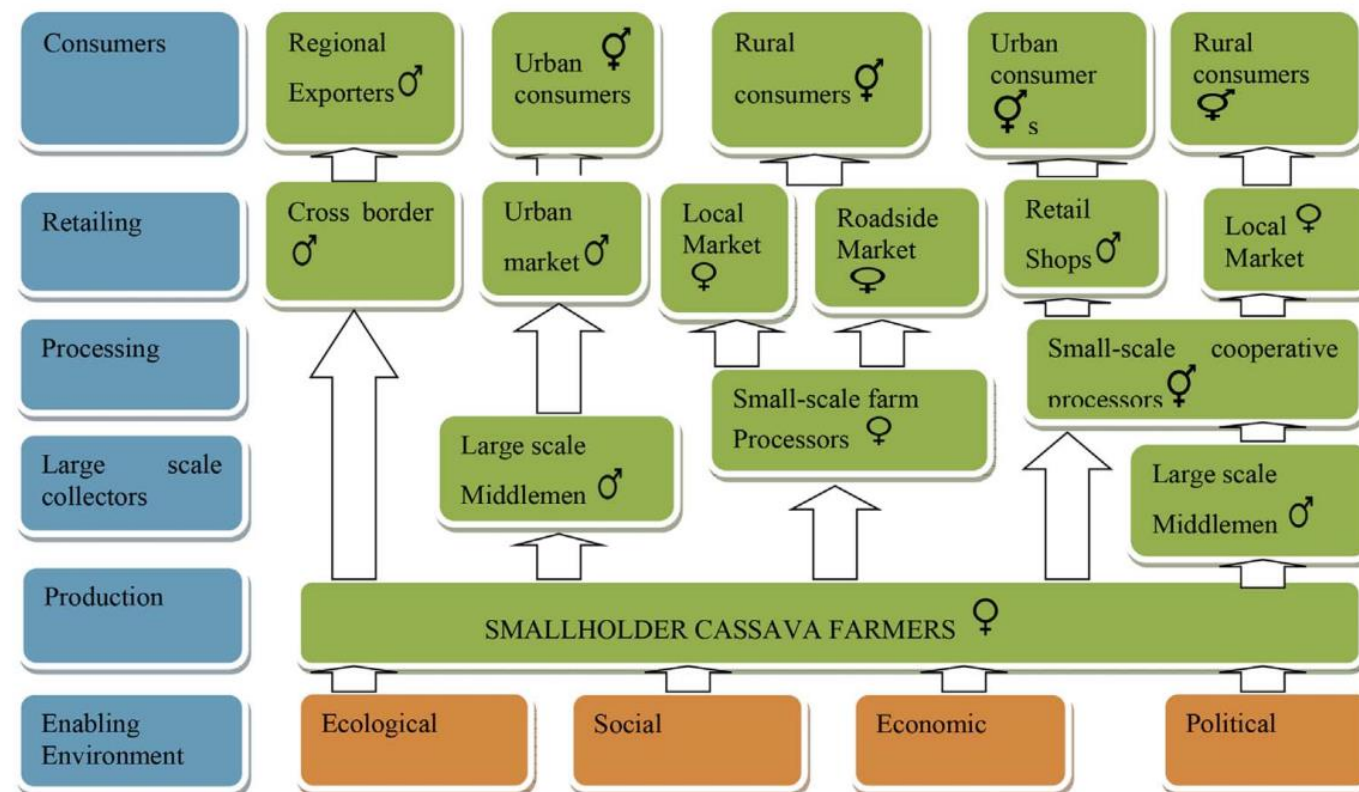 Consumers
Regional
Exporters♂
Urban ⚥
consumers
Rural
consumers⚥
Urban
consumer
⚥s
Rural
consumers
⚥
Retailing
Cross border
♂
Urban
market♂
Local
Market
♀
Roadside
Market
♀
Retail
Shops♂
Local ♀
Market
Processing
Small-scale cooperative
processors⚥
Small-scale farm
Processors ♀
Large scale
collectors
Large scale
Middlemen ♂
Large scale
Middlemen ♂
Production
SMALLHOLDER CASSAVA FARMERS ♀
Enabling
Environment
Ecological
Social
Economic
Political